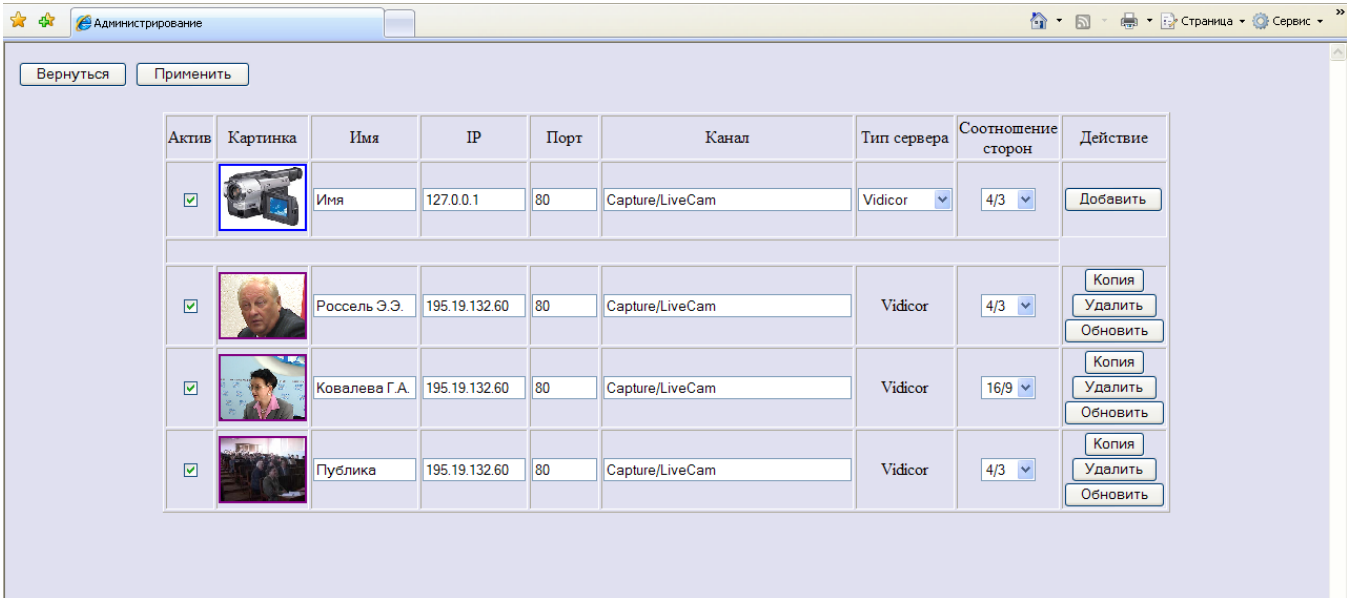 Администрирование
Страница
Сервис
»
Вернуться
Применить
Актив Картинка Имя IP Порт Канал Тип сервера Соотношение сторон Действие
Имя 127.0.0.1 80 Capture/LiveCam Vidicor 4/3 Добавить
Россель Э.Э. 195.19.132.60 80 Capture/LiveCam Vidicor 4/3 Копия
Удалить
Обновить
Ковалева Г.А. 195.19.132.60 80 Capture/LiveCam Vidicor 16/9 Копия
Удалить
Обновить
Публика 195.19.132.60 80 Capture/LiveCam Vidicor 4/3 Копия
Удалить
Обновить